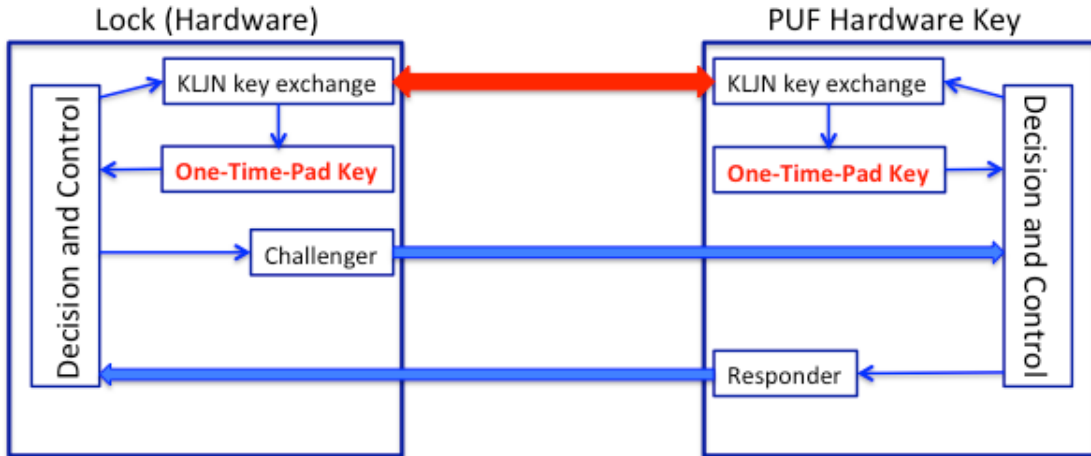 Lock (Hardware)
PUF Hardware Key
KLJN key exchange
KLJN key exchange
One-Time-Pad Key
One-Time-Pad Key
Decision and Control
Decision and Control
Challenger
Responder